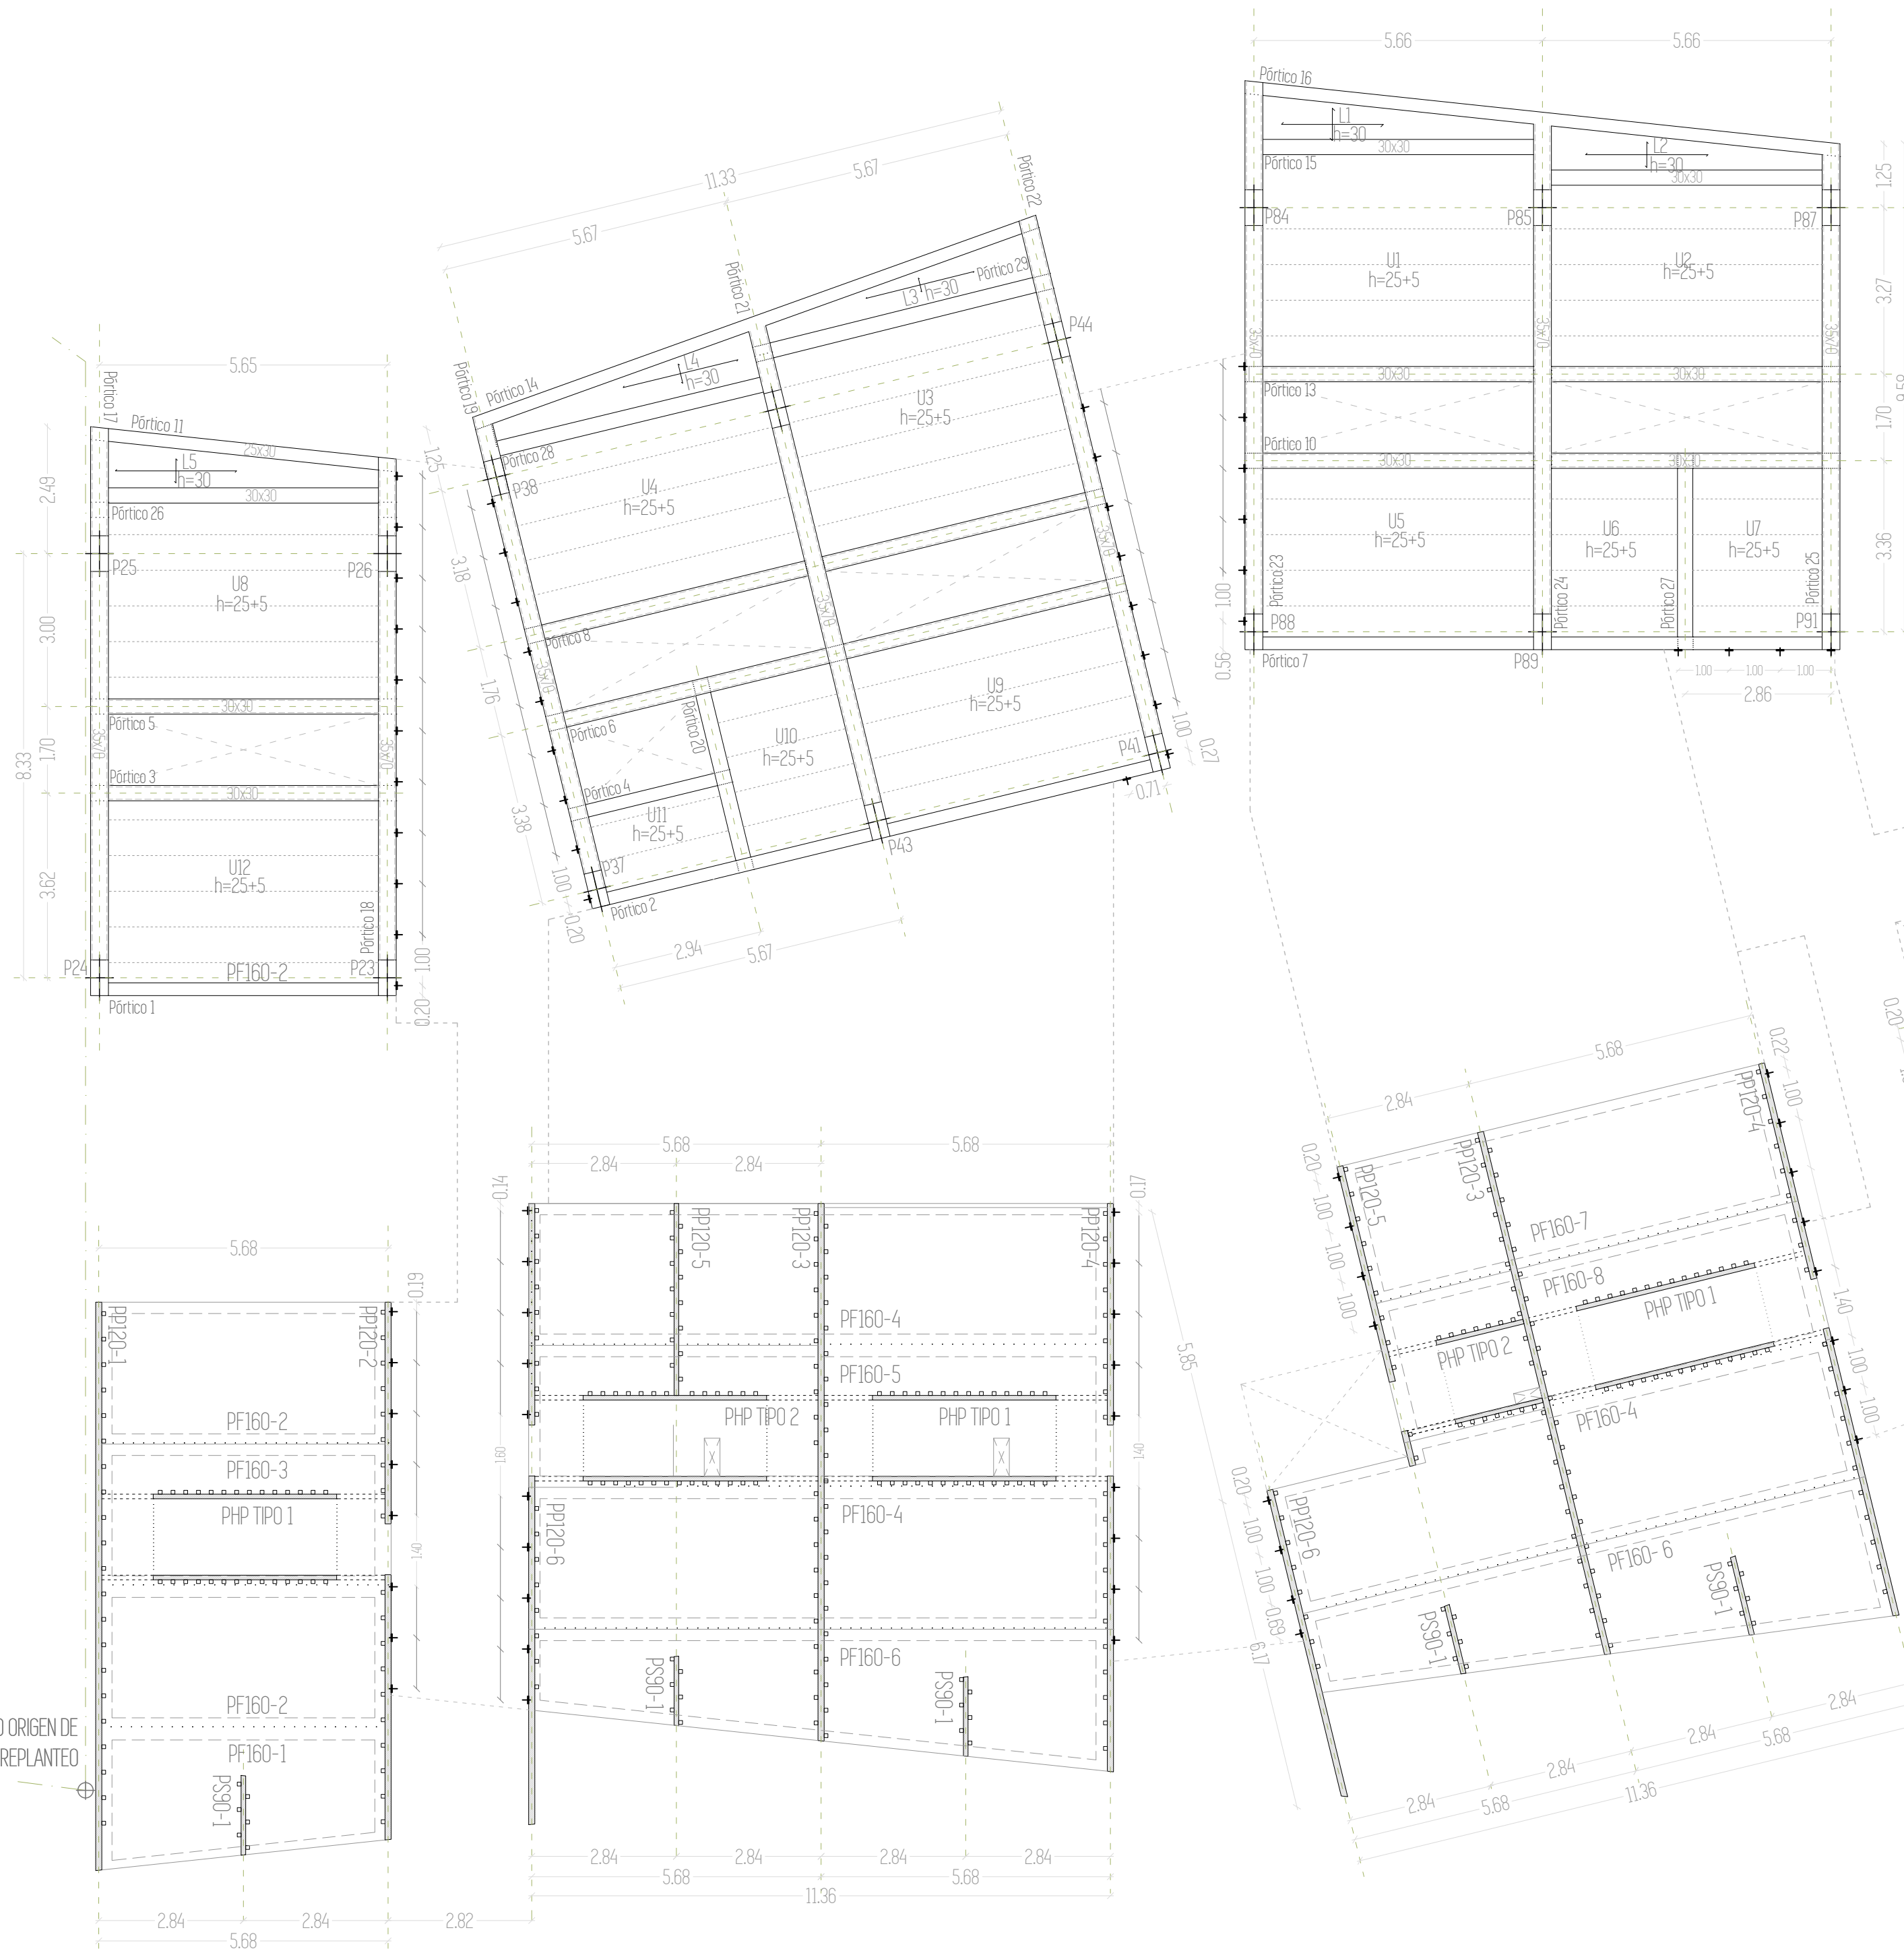 5.66
5.66
Pórtico 16
L1
h=30
30x30
Pórtico 15
L2
h=30
30x30
1.25
P84
P85
P87
U1
h=25+5
U2
h=25+5
3.27
35x70
35x70
35x70
30x30
30x30
Pórtico 13
1.70
9.58
Pórtico 10
30x30
30x30
U5
h=25+5
U6
h=25+5
U7
h=25+5
3.36
Pórtico 23
Pórtico 24
Pórtico 27
Pórtico 25
1.00
0.56
P88
P89
P91
Pórtico 7
1.00
1.00
1.00
2.86
11.33
5.67
5.67
Pórtico 22
Pórtico 21
Pórtico 29
L3 h=30
P44
Pórtico 19
Pórtico 14
L4
h=30
U3
h=25+5
Pórtico 28
P38
U4
h=25+5
1.25
3.18
1.76
3.38
35x70
35x70
35x70
Pórtico 8
Pórtico 6
Pórtico 20
U9
h=25+5
U10
h=25+5
Pórtico 4
U11
h=25+5
P37
P43
P41
Pórtico 2
1.00
0.27
0.71
1.00
0.20
2.94
5.67
5.65
Pórtico 17
Pórtico 11
25x30
L5
h=30
30x30
Pórtico 26
2.49
P25
P26
U8
h=25+5
3.00
30x30
Pórtico 5
35x70
35x70
1.70
8.33
Pórtico 3
30x30
U12
h=25+5
3.62
Pórtico 18
P24
P23
PF160-2
Pórtico 1
1.00
0.20
5.68
0.19
PP120-1
PP120-2
PF160-2
PF160-3
PHP TIPO 1
1.40
PF160-2
PF160-1
PS90-1
O ORIGEN DE
REPLANTEO
2.84
2.84
2.82
5.68
5.68
5.68
2.84
2.84
0.14
0.17
PP120-5
PP120-3
PP120-4
PF160-4
PF160-5
PHP TIPO 2
PHP TIPO 1
1.60
1.40
PP120-6
PF160-4
PF160-6
PS90-1
PS90-1
2.84
2.84
2.84
2.84
5.68
5.68
11.36
5.68
2.84
0.22
1.00
PP120-4
PP120-3
PP120-5
0.20
1.00
1.00
1.00
PF160-7
PF160-8
PHP TIPO 1
PHP TIPO 2
1.40
1.00
1.00
PF160-4
5.85
0.20
1.00
1.00
0.69
6.17
PP120-6
PF160- 6
PS90-1
PS90-1
2.84
2.84
2.84
2.84
5.68
5.68
11.36
0.20